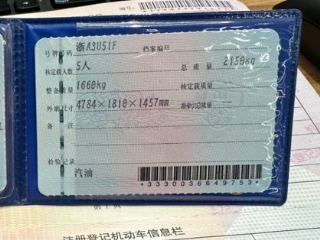 号牌号码 浙A3U51F 档案编号
核定载人数 5人 总质量 2150kg
整备质量 1660kg 核定载质量
外廓尺寸 4784×1810×1457mm 准牵引总质量
备注
检验记录
汽油
*3330036649753*
注册登记机动车信息栏